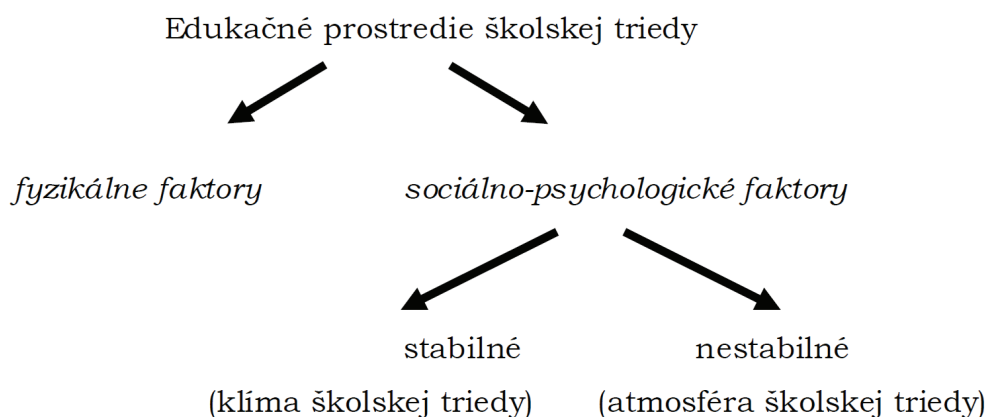 Edukačné prostredie školskej triedy
fyzikálne faktory
sociálno-psychologické faktory
stabilné
(klíma školskej triedy)
nestabilné
(atmosféra školskej triedy)